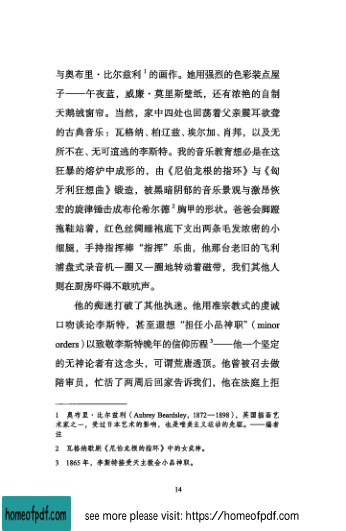 与奥布里·比尔兹利¹的画作。她用强烈的色彩装点屋
子——午夜蓝，威廉·莫里斯壁纸，还有浓艳的自制
天鹅绒窗帘。当然，家中四处也回荡着父亲震耳欲聋
的古典音乐：瓦格纳、柏辽兹、埃尔加、肖邦，以及无
所不在、无可逭逃的李斯特。我的音乐教育想必是在这
狂暴的熔炉中成形的，由《尼伯龙根的指环》与《匈
牙利狂想曲》锻造，被黑暗阴郁的音乐景观与激昂恢
宏的旋律锤击成布伦希尔德²胸甲的形状。爸爸会脚蹬
拖鞋站着，红色丝绸睡袍底下支出两条毛发浓密的小
细腿，手持指挥棒“指挥”乐曲，他那台老旧的飞利
浦盘式录音机一圈又一圈地转动着磁带，我们其他人
则在厨房吓得不敢吭声。
他的痴迷打破了其他执迷。他用准宗教式的虔诚
口吻谈论李斯特，甚至遐想“担任小品神职”（minor
orders）以致敬李斯特晚年的信仰历程³——他一个坚定
的无神论者有这念头，可谓荒唐透顶。他曾被召去做
陪审员，忙活了两周后回家告诉我们，他在法庭上拒
1 奥布里·比尔兹利（Aubrey Beardsley，1872—1898），英国插画艺
术家之一，受过日本艺术的影响，也是唯美主义运动的先驱。——编者
注
2 瓦格纳歌剧《尼伯龙根的指环》中的女武神。
3 1865年，李斯特接受天主教会小品神职。
14
homeofpdf.com
see more please visit: https://homeofpdf.com